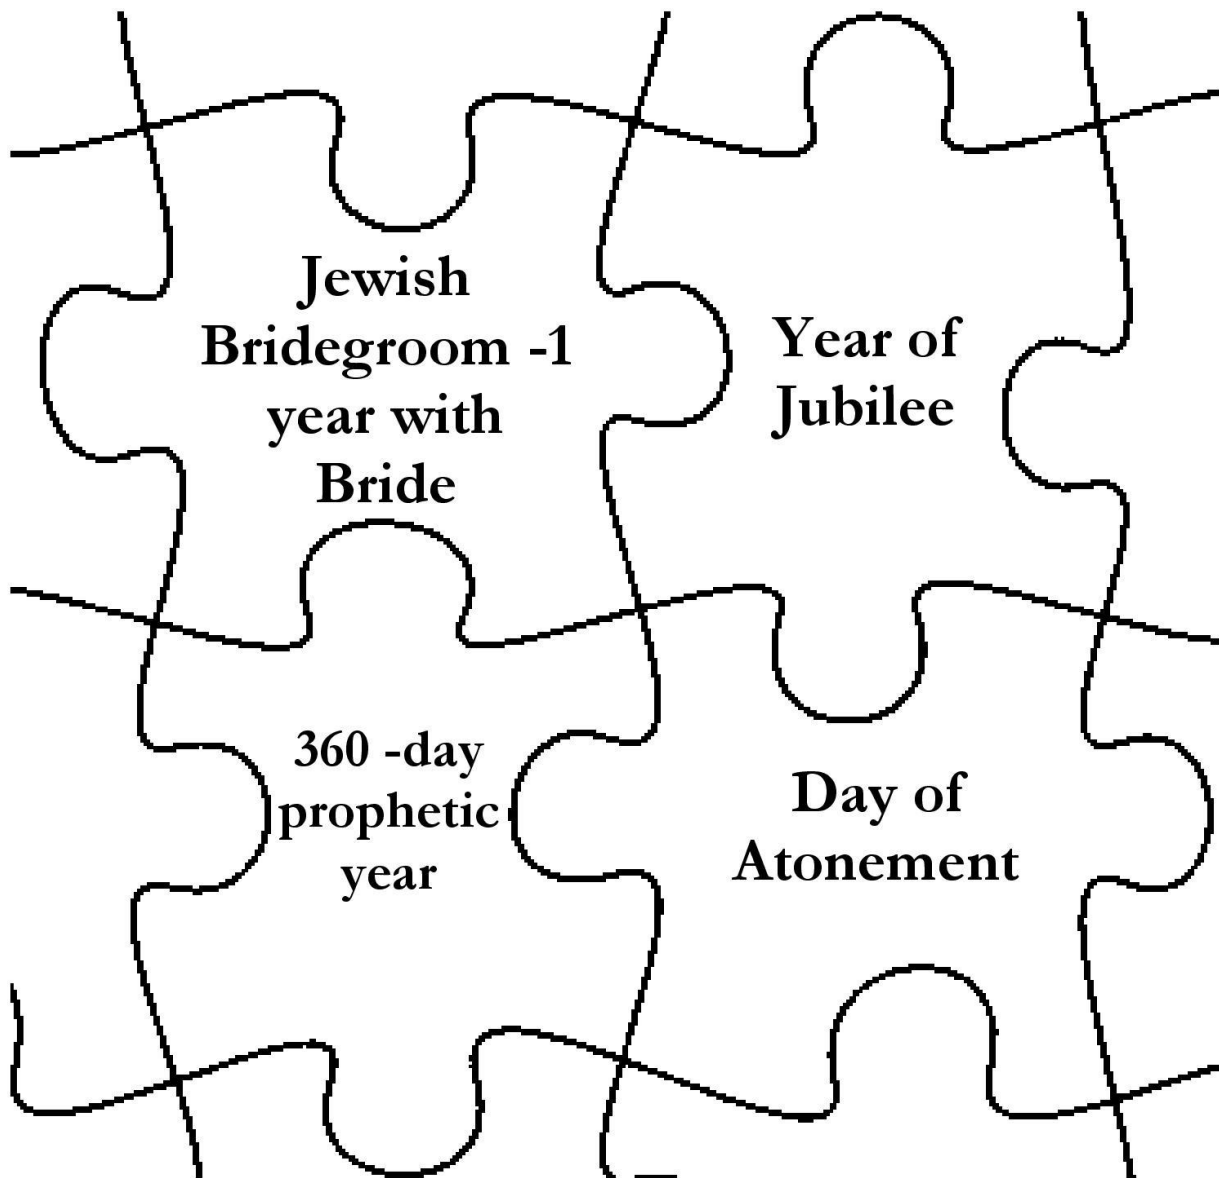 Jewish
Bridegroom -1
year with
Bride
Year of
Jubilee
360 -day
prophetic
year
Day of
Atonement